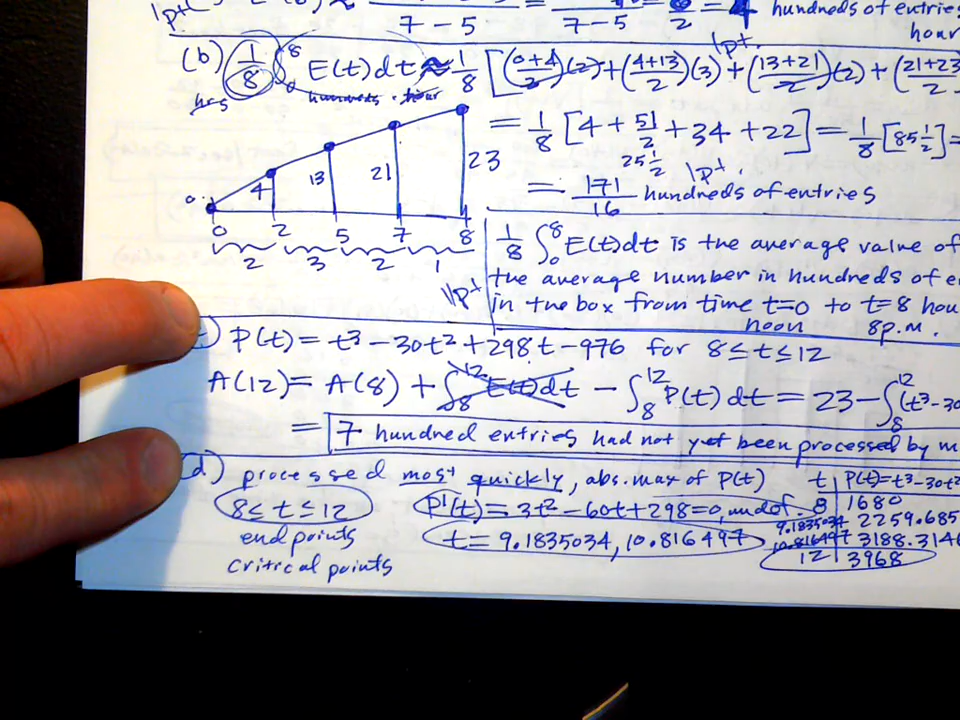 7 − 5 7 − 5 2 = 4 hundreds of entries
hour
1pt.
(b) 1/8 ∫₀⁸ E(t)dt ≈ 1/8 [(0+4)/2 (2) + (4+13)/2 (3) + (13+21)/2 (2) + (21+23)/2
hrs hundreds · hour
= 1/8 [4 + 51/2 + 34 + 22] = 1/8 [85 1/2] =
25 1/2 1pt.
= 171/16 hundreds of entries
0 4 13 21 23
0 2 5 7 8
2 3 2 1
1pt
1/8 ∫₀⁸ E(t)dt is the average value of
the average number in hundreds of
in the box from time t=0 to t=8
noon 8p.m.
P(t) = t³ − 30t² + 298t − 976 for 8 ≤ t ≤ 12
A(12) = A(8) + ∫₈¹² E(t)dt − ∫₈¹² P(t)dt = 23 − ∫₈¹² (t³−30
= 7 hundred entries had not yet been processed by
d) processed most quickly, abs. max of P(t) t P(t)=t³−30t²
8 ≤ t ≤ 12 P'(t) = 3t² − 60t + 298 = 0, undef. 8 1680
9.1835034 2259.685
end points t = 9.1835034, 10.816497 10.816497 3188.314
critical points 12 3968